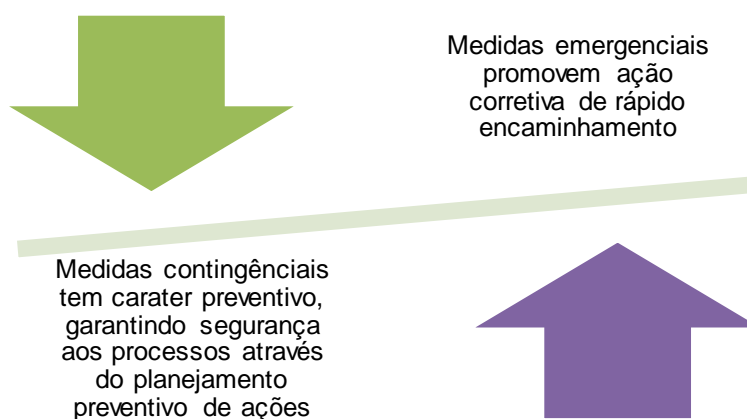 Medidas emergenciais
promovem ação
corretiva de rápido
encaminhamento
Medidas contingênciais
tem carater preventivo,
garantindo segurança
aos processos através
do planejamento
preventivo de ações